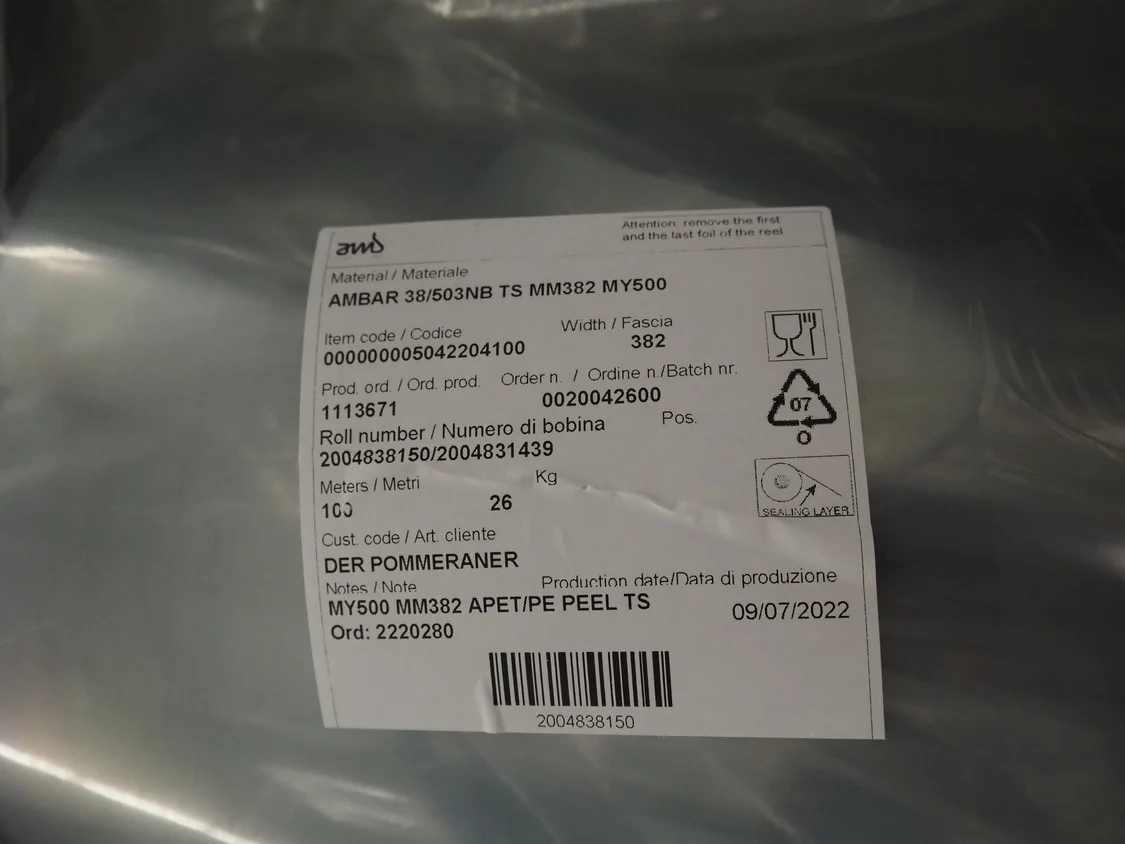 awb
Attention remove the first
and the last foil of the reel
Material / Materiale
AMBAR 38/503NB TS MM382 MY500
Item code / Codice
Width / Fascia
000000005042204100
382
Prod. ord. / Ord. prod.
Order n. / Ordine n./Batch nr.
1113671
0020042600
Roll number / Numero di bobina
Pos.
2004838150/2004831439
Meters / Metri
Kg
26
Cust. code / Art. cliente
DER POMMERANER
Notes / Note
Production date/Data di produzione
MY500 MM382 APET/PE PEEL TS
09/07/2022
Ord: 2220280
2004838150
07
O
SEALING LAYER